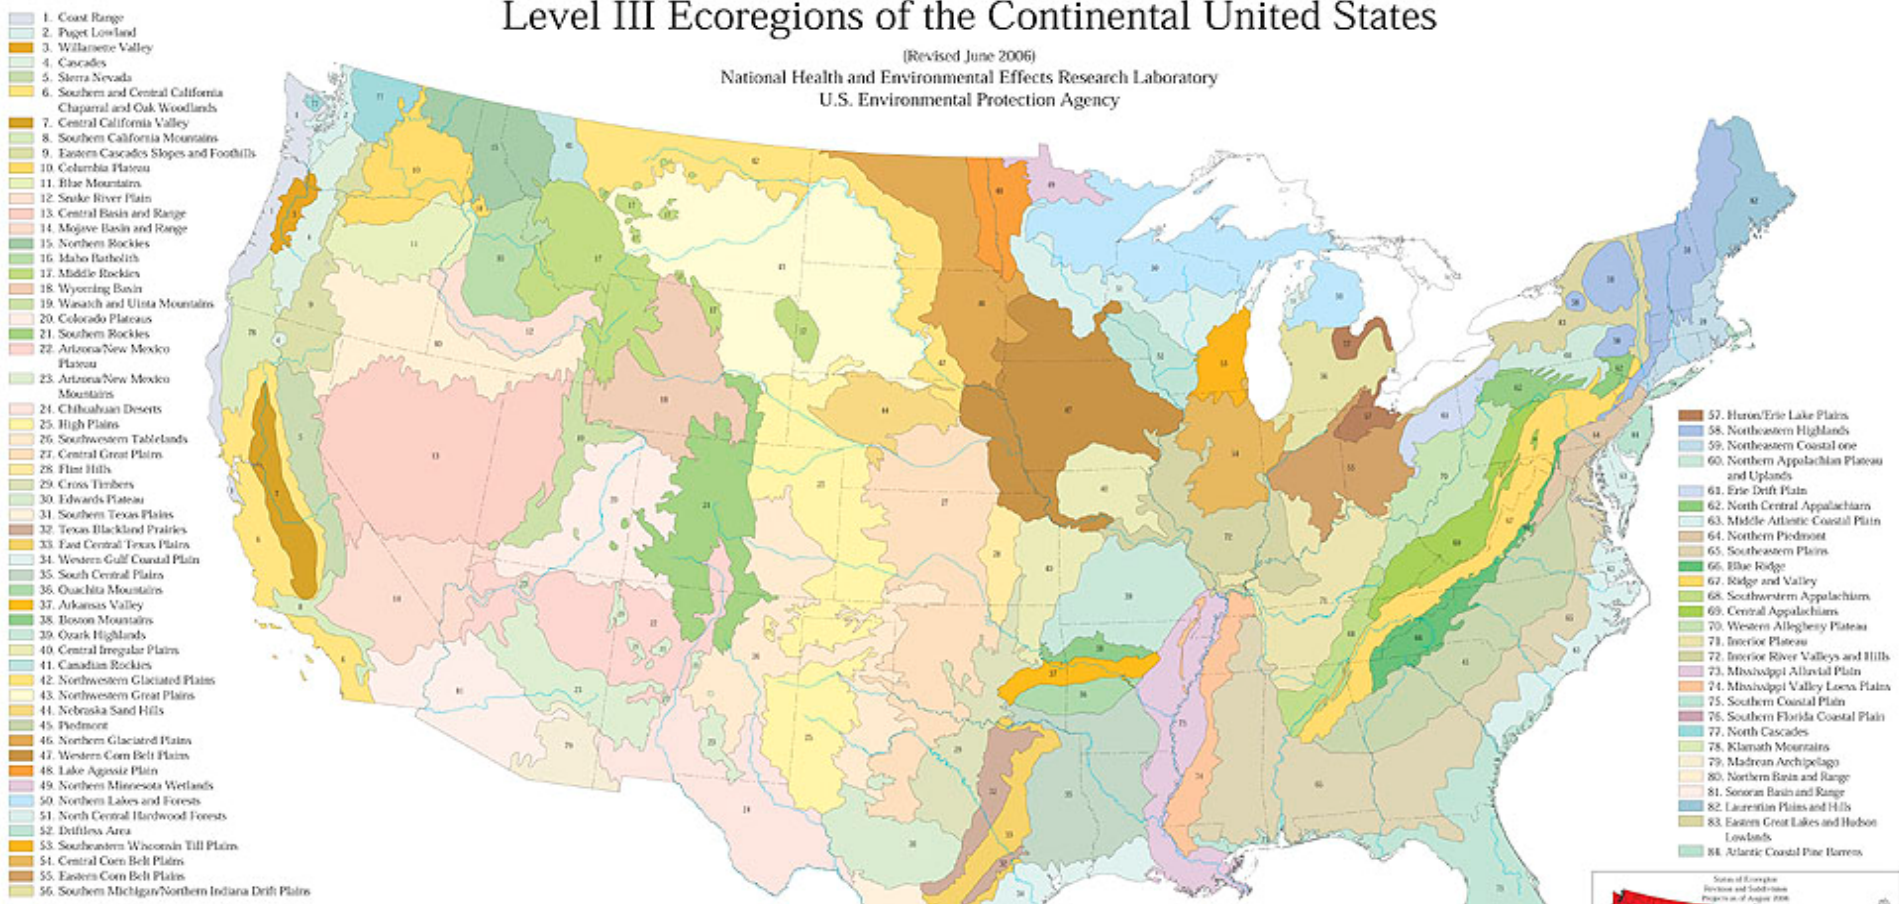 Level III Ecoregions of the Continental United States
(Revised June 2006)
National Health and Environmental Effects Research Laboratory
U.S. Environmental Protection Agency
1. Coast Range
2. Puget Lowland
3. Willamette Valley
4. Cascades
5. Sierra Nevada
6. Southern and Central California
Chaparral and Oak Woodlands
7. Central California Valley
8. Southern California Mountains
9. Eastern Cascades Slopes and Foothills
10. Columbia Plateau
11. Blue Mountains
12. Snake River Plain
13. Central Basin and Range
14. Mojave Basin and Range
15. Northern Rockies
16. Idaho Batholith
17. Middle Rockies
18. Wyoming Basin
19. Wasatch and Uinta Mountains
20. Colorado Plateaus
21. Southern Rockies
22. Arizona/New Mexico
Plateau
23. Arizona/New Mexico
Mountains
24. Chihuahuan Deserts
25. High Plains
26. Southwestern Tablelands
27. Central Great Plains
28. Flint Hills
29. Cross Timbers
30. Edwards Plateau
31. Southern Texas Plains
32. Texas Blackland Prairies
33. East Central Texas Plains
34. Western Gulf Coastal Plain
35. South Central Plains
36. Ouachita Mountains
37. Arkansas Valley
38. Boston Mountains
39. Ozark Highlands
40. Central Irregular Plains
41. Canadian Rockies
42. Northwestern Glaciated Plains
43. Northwestern Great Plains
44. Nebraska Sand Hills
45. Piedmont
46. Northern Glaciated Plains
47. Western Corn Belt Plains
48. Lake Agassiz Plain
49. Northern Minnesota Wetlands
50. Northern Lakes and Forests
51. North Central Hardwood Forests
52. Driftless Area
53. Southeastern Wisconsin Till Plains
54. Central Corn Belt Plains
55. Eastern Corn Belt Plains
56. Southern Michigan/Northern Indiana Drift Plains
57. Huron/Erie Lake Plains
58. Northeastern Highlands
59. Northeastern Coastal one
60. Northern Appalachian Plateau
and Uplands
61. Erie Drift Plain
62. North Central Appalachians
63. Middle Atlantic Coastal Plain
64. Northern Piedmont
65. Southeastern Plains
66. Blue Ridge
67. Ridge and Valley
68. Southwestern Appalachians
69. Central Appalachians
70. Western Allegheny Plateau
71. Interior Plateau
72. Interior River Valleys and Hills
73. Mississippi Alluvial Plain
74. Mississippi Valley Loess Plains
75. Southern Coastal Plain
76. Southern Florida Coastal Plain
77. North Cascades
78. Klamath Mountains
79. Madrean Archipelago
80. Northern Basin and Range
81. Sonoran Basin and Range
82. Laurentian Plains and Hills
83. Eastern Great Lakes and Hudson
Lowlands
84. Atlantic Coastal Pine Barrens
Status of Ecoregion
Revision and Subdivision
Projects as of August 2006